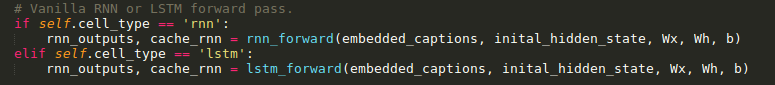 # Vanilla RNN or LSTM forward pass.
if self.cell_type == 'rnn':
rnn_outputs, cache_rnn = rnn_forward(embedded_captions, inital_hidden_state, Wx, Wh, b)
elif self.cell_type == 'lstm':
rnn_outputs, cache_rnn = lstm_forward(embedded_captions, inital_hidden_state, Wx, Wh, b)